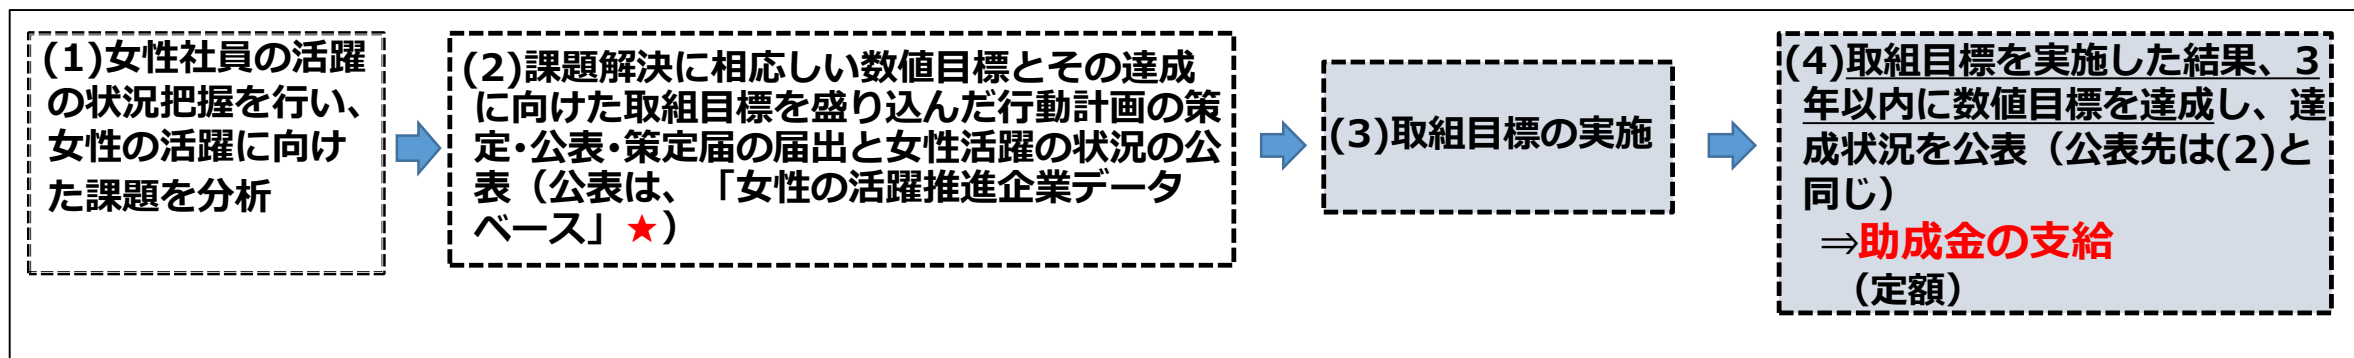 (1)女性社員の活躍
の状況把握を行い、
女性の活躍に向け
た課題を分析
(2)課題解決に相応しい数値目標とその達成
に向けた取組目標を盛り込んだ行動計画の策
定・公表・策定届の届出と女性活躍の状況の公
表（公表は、「女性の活躍推進企業データ
ベース」★）
(3)取組目標の実施
(4)取組目標を実施した結果、３
年以内に数値目標を達成し、達
成状況を公表（公表先は(2)と
同じ）
⇒助成金の支給
（定額）